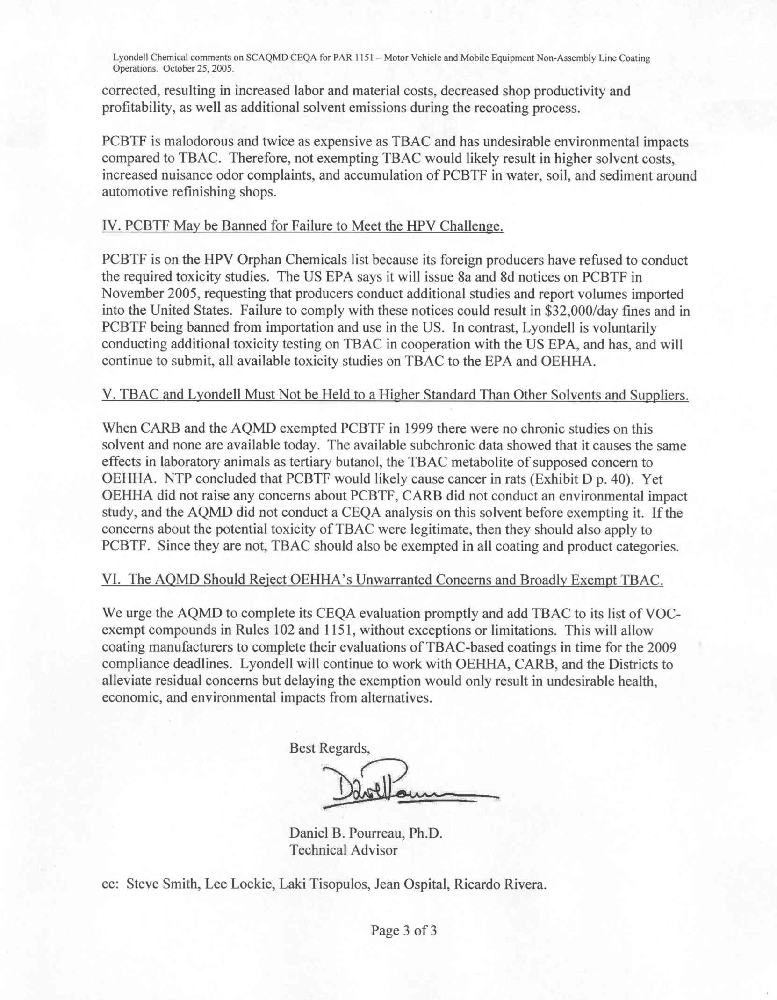 Lyondell Chemical comments on SCAQMD CEQA for PAR 1151 – Motor Vehicle and Mobile Equipment Non-Assembly Line Coating
Operations. October 25, 2005.
corrected, resulting in increased labor and material costs, decreased shop productivity and
profitability, as well as additional solvent emissions during the recoating process.
PCBTF is malodorous and twice as expensive as TBAC and has undesirable environmental impacts
compared to TBAC. Therefore, not exempting TBAC would likely result in higher solvent costs,
increased nuisance odor complaints, and accumulation of PCBTF in water, soil, and sediment around
automotive refinishing shops.
IV. PCBTF May be Banned for Failure to Meet the HPV Challenge.
PCBTF is on the HPV Orphan Chemicals list because its foreign producers have refused to conduct
the required toxicity studies. The US EPA says it will issue 8a and 8d notices on PCBTF in
November 2005, requesting that producers conduct additional studies and report volumes imported
into the United States. Failure to comply with these notices could result in $32,000/day fines and in
PCBTF being banned from importation and use in the US. In contrast, Lyondell is voluntarily
conducting additional toxicity testing on TBAC in cooperation with the US EPA, and has, and will
continue to submit, all available toxicity studies on TBAC to the EPA and OEHHA.
V. TBAC and Lyondell Must Not be Held to a Higher Standard Than Other Solvents and Suppliers.
When CARB and the AQMD exempted PCBTF in 1999 there were no chronic studies on this
solvent and none are available today. The available subchronic data showed that it causes the same
effects in laboratory animals as tertiary butanol, the TBAC metabolite of supposed concern to
OEHHA. NTP concluded that PCBTF would likely cause cancer in rats (Exhibit D p. 40). Yet
OEHHA did not raise any concerns about PCBTF, CARB did not conduct an environmental impact
study, and the AQMD did not conduct a CEQA analysis on this solvent before exempting it. If the
concerns about the potential toxicity of TBAC were legitimate, then they should also apply to
PCBTF. Since they are not, TBAC should also be exempted in all coating and product categories.
VI. The AQMD Should Reject OEHHA's Unwarranted Concerns and Broadly Exempt TBAC.
We urge the AQMD to complete its CEQA evaluation promptly and add TBAC to its list of VOC-
exempt compounds in Rules 102 and 1151, without exceptions or limitations. This will allow
coating manufacturers to complete their evaluations of TBAC-based coatings in time for the 2009
compliance deadlines. Lyondell will continue to work with OEHHA, CARB, and the Districts to
alleviate residual concerns but delaying the exemption would only result in undesirable health,
economic, and environmental impacts from alternatives.
Best Regards,
Daniel B. Pourreau, Ph.D.
Technical Advisor
cc: Steve Smith, Lee Lockie, Laki Tisopulos, Jean Ospital, Ricardo Rivera.
Page 3 of 3